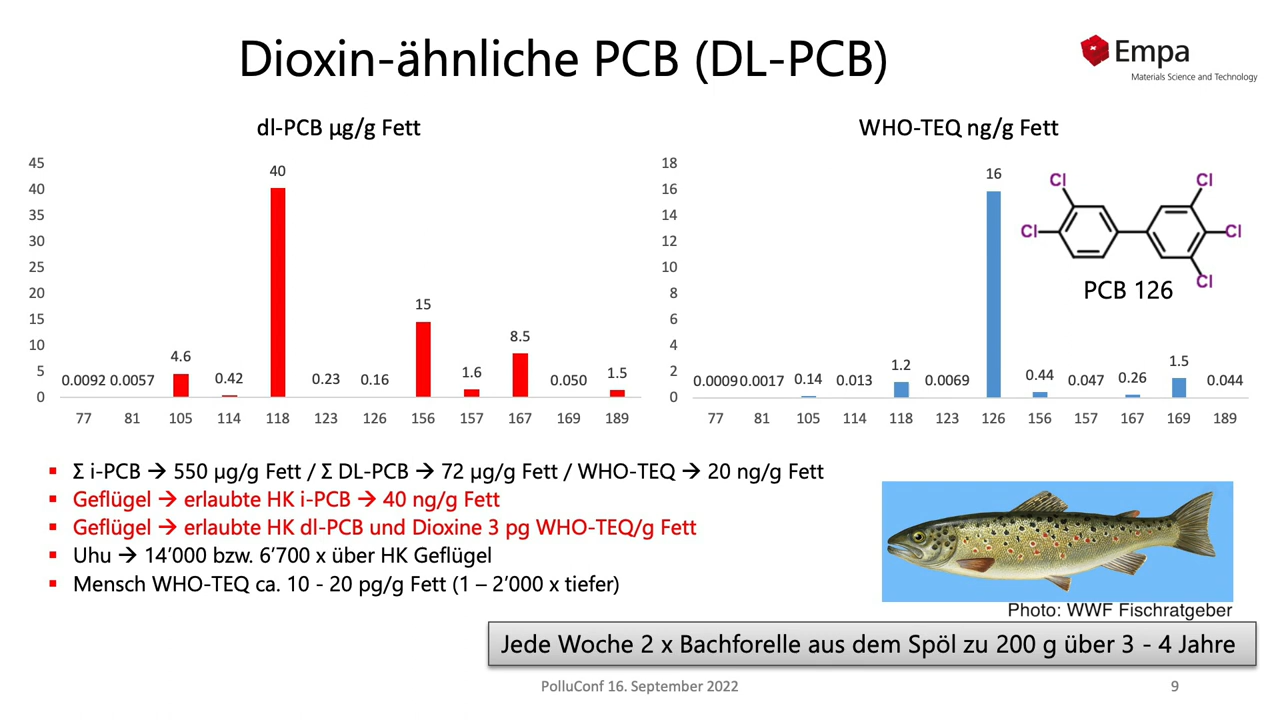 Dioxin-ähnliche PCB (DL-PCB)
Empa
Materials Science and Technology
dl-PCB µg/g Fett
45
40
35
30
25
20
15
10
5
0
0.0092 0.0057 4.6 0.42 40 0.23 0.16 15 1.6 8.5 0.050 1.5
77 81 105 114 118 123 126 156 157 167 169 189
WHO-TEQ ng/g Fett
18
16
14
12
10
8
6
4
2
0
0.0009 0.0017 0.14 0.013 1.2 0.0069 16 0.44 0.047 0.26 1.5 0.044
77 81 105 114 118 123 126 156 157 167 169 189
Cl Cl
Cl Cl
Cl
PCB 126
▪ Σ i-PCB → 550 µg/g Fett / Σ DL-PCB → 72 µg/g Fett / WHO-TEQ → 20 ng/g Fett
▪ Geflügel → erlaubte HK i-PCB → 40 ng/g Fett
▪ Geflügel → erlaubte HK dl-PCB und Dioxine 3 pg WHO-TEQ/g Fett
▪ Uhu → 14’000 bzw. 6’700 x über HK Geflügel
▪ Mensch WHO-TEQ ca. 10 - 20 pg/g Fett (1 – 2’000 x tiefer)
Photo: WWF Fischratgeber
Jede Woche 2 x Bachforelle aus dem Spöl zu 200 g über 3 - 4 Jahre
PolluConf 16. September 2022
9